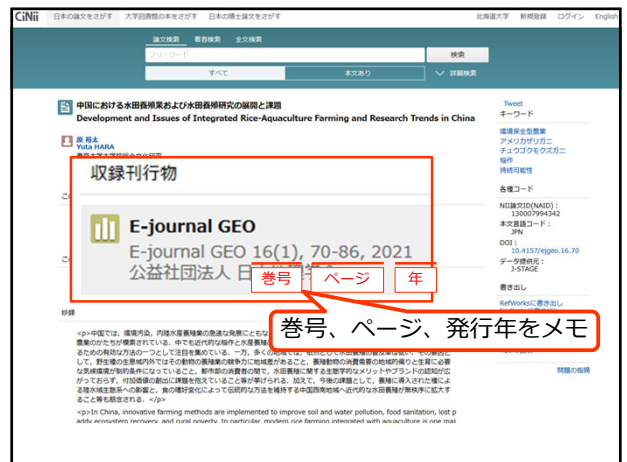 CiNii 日本の論文をさがす 大学図書館の本をさがす 日本の博士論文をさがす 北海道大学 新規登録 ログイン English
論文検索 著者検索 全文検索
フリーワード 検索
すべて 本文あり 詳細検索
中国における水田養殖業および水田養殖研究の展開と課題
Development and Issues of Integrated Rice-Aquaculture Farming and Research Trends in China
原 裕太
Yuta HARA
収録刊行物
E-journal GEO
E-journal GEO 16(1), 70-86, 2021
公益社団法人 日
巻号 ページ 年
巻号、ページ、発行年をメモ
抄録
<p>中国では，環境汚染，内陸水産養殖業の急速な発展にともな
農業のかたちが模索されている．中でも近代的な稲作と水産養殖の
るための有効な方法の一つとして注目を集めている．一方，多くの地域では
して，野生種の生息域内外ではその動物の養殖業の競争力に地域差があること，養殖動物の消費需要の地域的偏りと生育に必要
な気候環境が制約条件になっていること，都市部の消費者の間で，水田養殖に関する生態学的なメリットやブランドの認知が広
がっておらず，付加価値の創出に課題を抱えていること等が挙げられる．加えて，今後の課題として，養殖に導入された種によ
る陸水域生態系への影響と，食の嗜好変化によって伝統的な方法を維持する中国西南地域へ近代的な水田養殖が無秩序に拡大す
ること等も懸念される．</p>
<p>In China, innovative farming methods are implemented to improve soil and water pollution, food sanitation, lost p
addy ecosystem recovery, and rural poverty. In particular, modern rice farming integrated with aquaculture is one mai
Tweet
キーワード
環境保全型農業
アメリカザリガニ
チュウゴクモクズガニ
稲作
持続可能性
各種コード
NII論文ID(NAID) :
130007994342
本文言語コード :
JPN
DOI :
10.4157/ejgeo.16.70
データ提供元 :
J-STAGE
書き出し
RefWorksに書き出し
問題の指摘